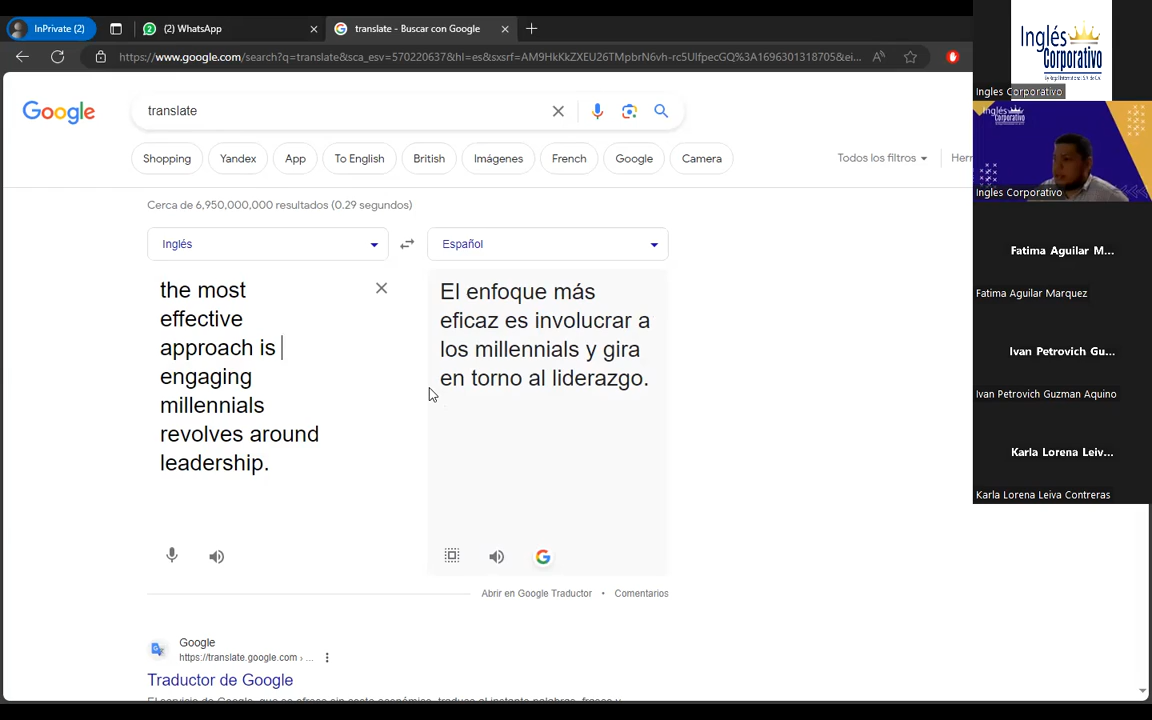 InPrivate (2)
2
(2) WhatsApp
translate - Buscar con Google
https://www.google.com/search?q=translate&sca_esv=570220637&hl=es&sxsrf=AM9HkKkZXEU26TMpbrN6vh-rc5UlfpecGQ%3A1696301318705&ei...
Google
translate
Shopping
Yandex
App
To English
British
Imágenes
French
Google
Camera
Todos los filtros
Herr
Cerca de 6,950,000,000 resultados (0.29 segundos)
Inglés
Español
the most
effective
approach is
engaging
millennials
revolves around
leadership.
El enfoque más
eficaz es involucrar a
los millennials y gira
en torno al liderazgo.
Abrir en Google Traductor • Comentarios
Google
https://translate.google.com › ...
Traductor de Google
Inglés
Corporativo
Ingles Corporativo
Inglés
Corporativo
Ingles Corporativo
Fatima Aguilar M...
Fatima Aguilar Marquez
Ivan Petrovich Gu...
Ivan Petrovich Guzman Aquino
Karla Lorena Leiv...
Karla Lorena Leiva Contreras